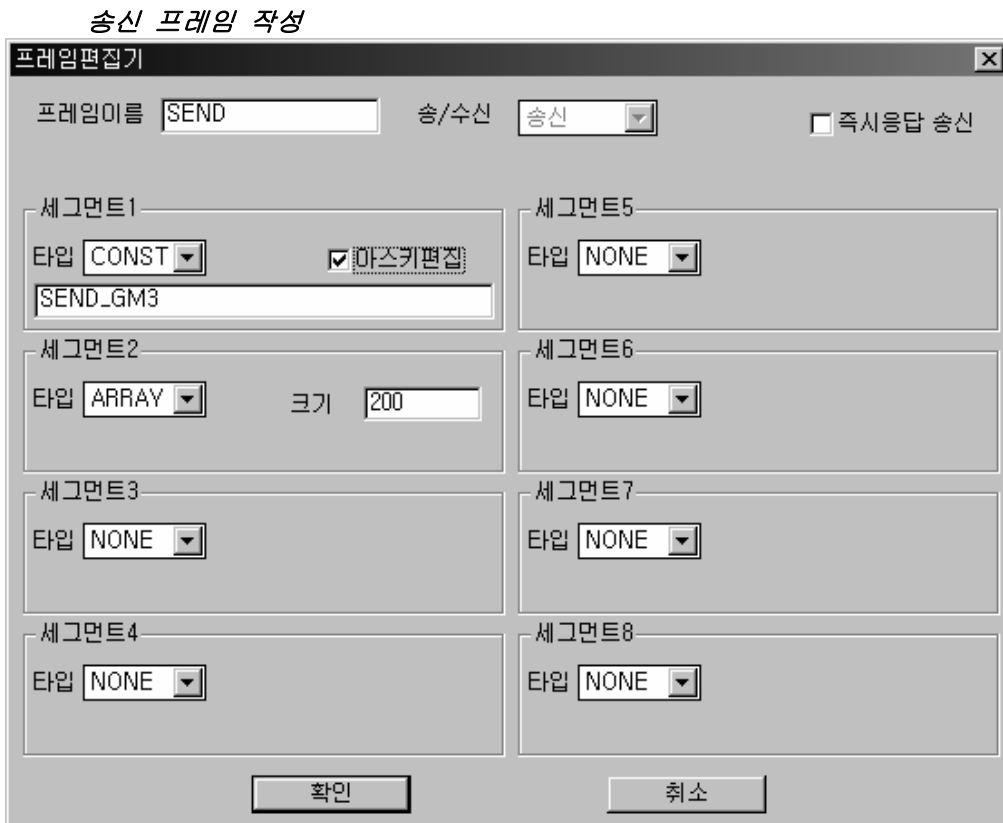 송신 프레임 작성
프레임편집기
프레임이름 SEND 송/수신 송신 즉시응답 송신
세그먼트1
타입 CONST 아스키편집
SEND_GM3
세그먼트2
타입 ARRAY 크기 200
세그먼트3
타입 NONE
세그먼트4
타입 NONE
세그먼트5
타입 NONE
세그먼트6
타입 NONE
세그먼트7
타입 NONE
세그먼트8
타입 NONE
확인 취소